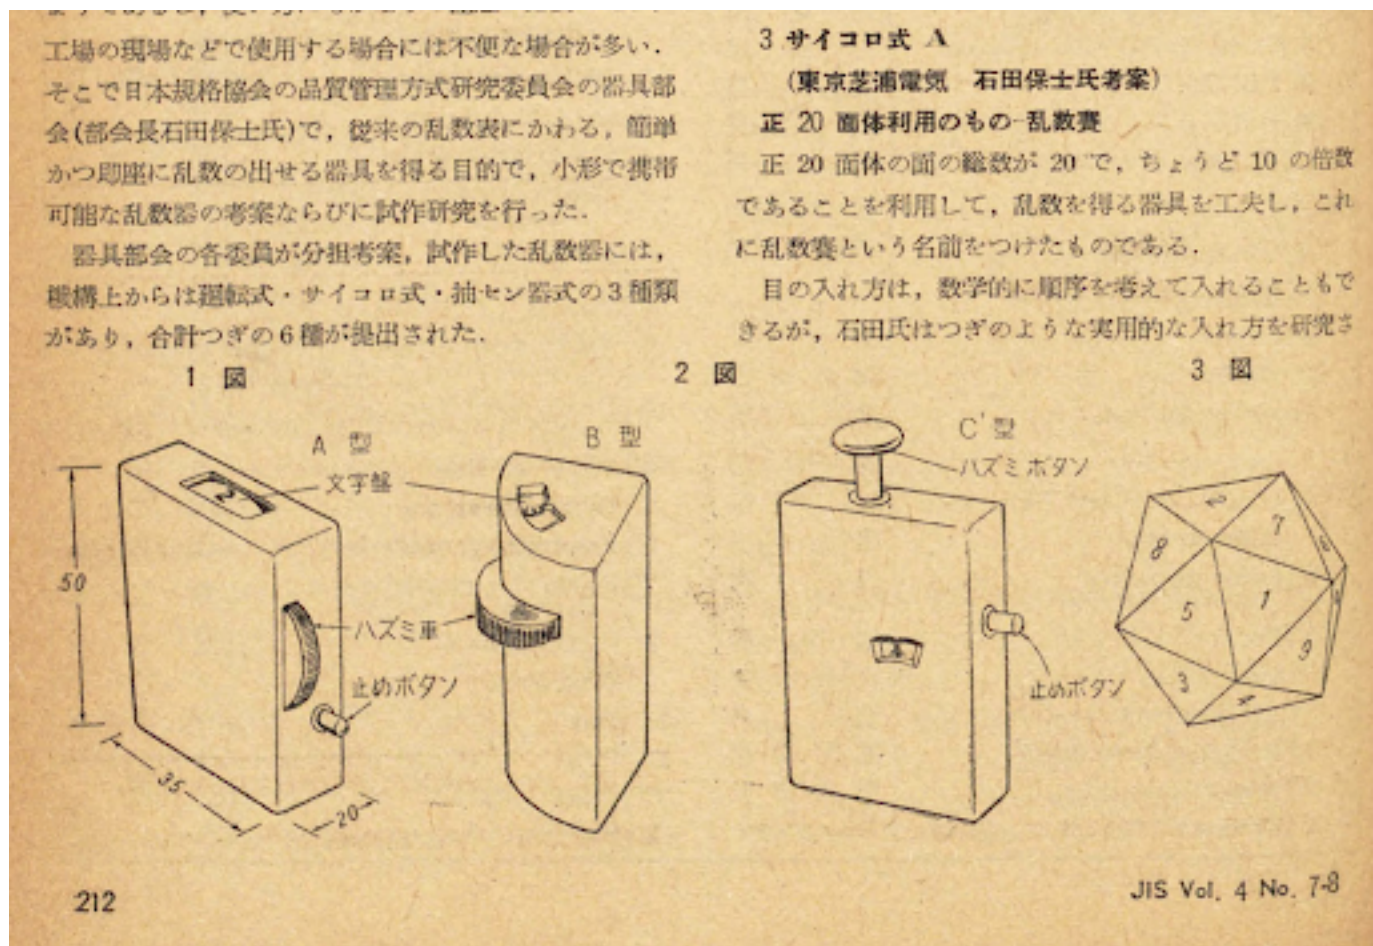 工場の現場などで使用する場合には不便な場合が多い．
そこで日本規格協会の品質管理方式研究委員会の器具部
会(部会長石田保士氏)で，従来の乱数表にかわる，簡単
かつ即座に乱数の出せる器具を得る目的で，小形で携帯
可能な乱数器の考案ならびに試作研究を行った．
器具部会の各委員が分担考案，試作した乱数器には，
機構上からは廻転式・サイコロ式・抽セン器式の3種類
があり，合計つぎの6種が提出された．
3 サイコロ式 A
(東京芝浦電気 石田保士氏考案)
正 20 面体利用のもの－乱数賽
正 20 面体の面の総数が 20 で，ちょうど 10 の倍数
であることを利用して，乱数を得る器具を工夫し，これ
に乱数賽という名前をつけたものである．
目の入れ方は，数学的に順序を考えて入れることもで
きるが，石田氏はつぎのような実用的な入れ方を研究さ
1 図
2 図
3 図
A 型
文字盤
2
50
ハズミ車
止めボタン
35
20
B 型
C' 型
ハズミボタン
4
止めボタン
2
7
8
5
1
9
3
4
212
JIS Vol. 4 No. 7-8